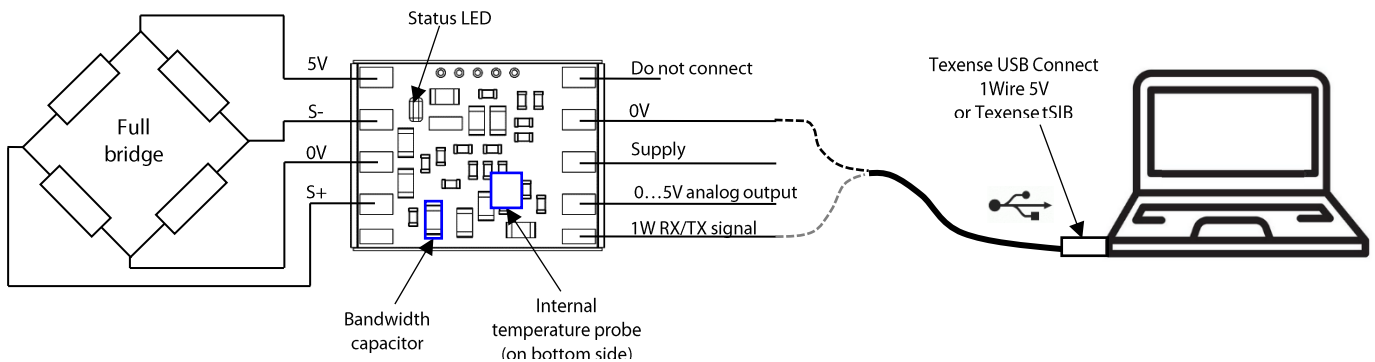 Status LED
5V
S-
0V
S+
Full
bridge
Do not connect
0V
Supply
0...5V analog output
1W RX/TX signal
Texense USB Connect
1Wire 5V
or Texense tSIB
Bandwidth
capacitor
Internal
temperature probe
(on bottom side)